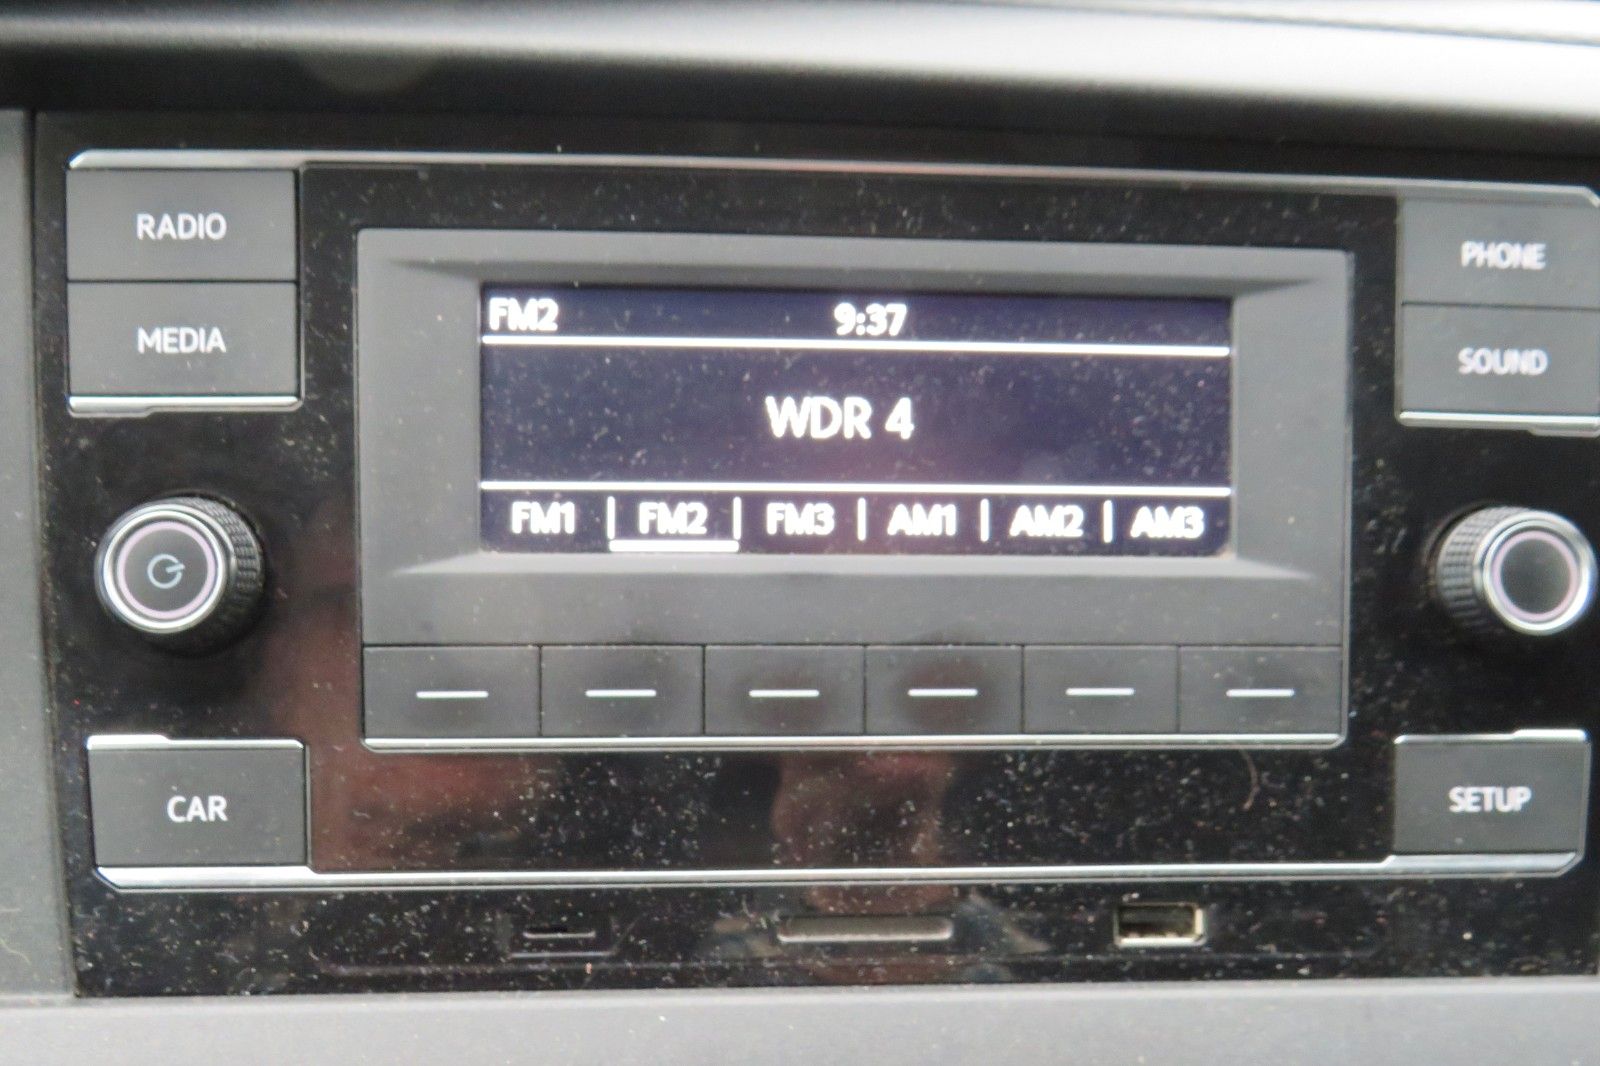 RADIO
MEDIA
FM2 9:37
WDR 4
FM1 | FM2 | FM3 | AM1 | AM2 | AM3
PHONE
SOUND
CAR
SETUP